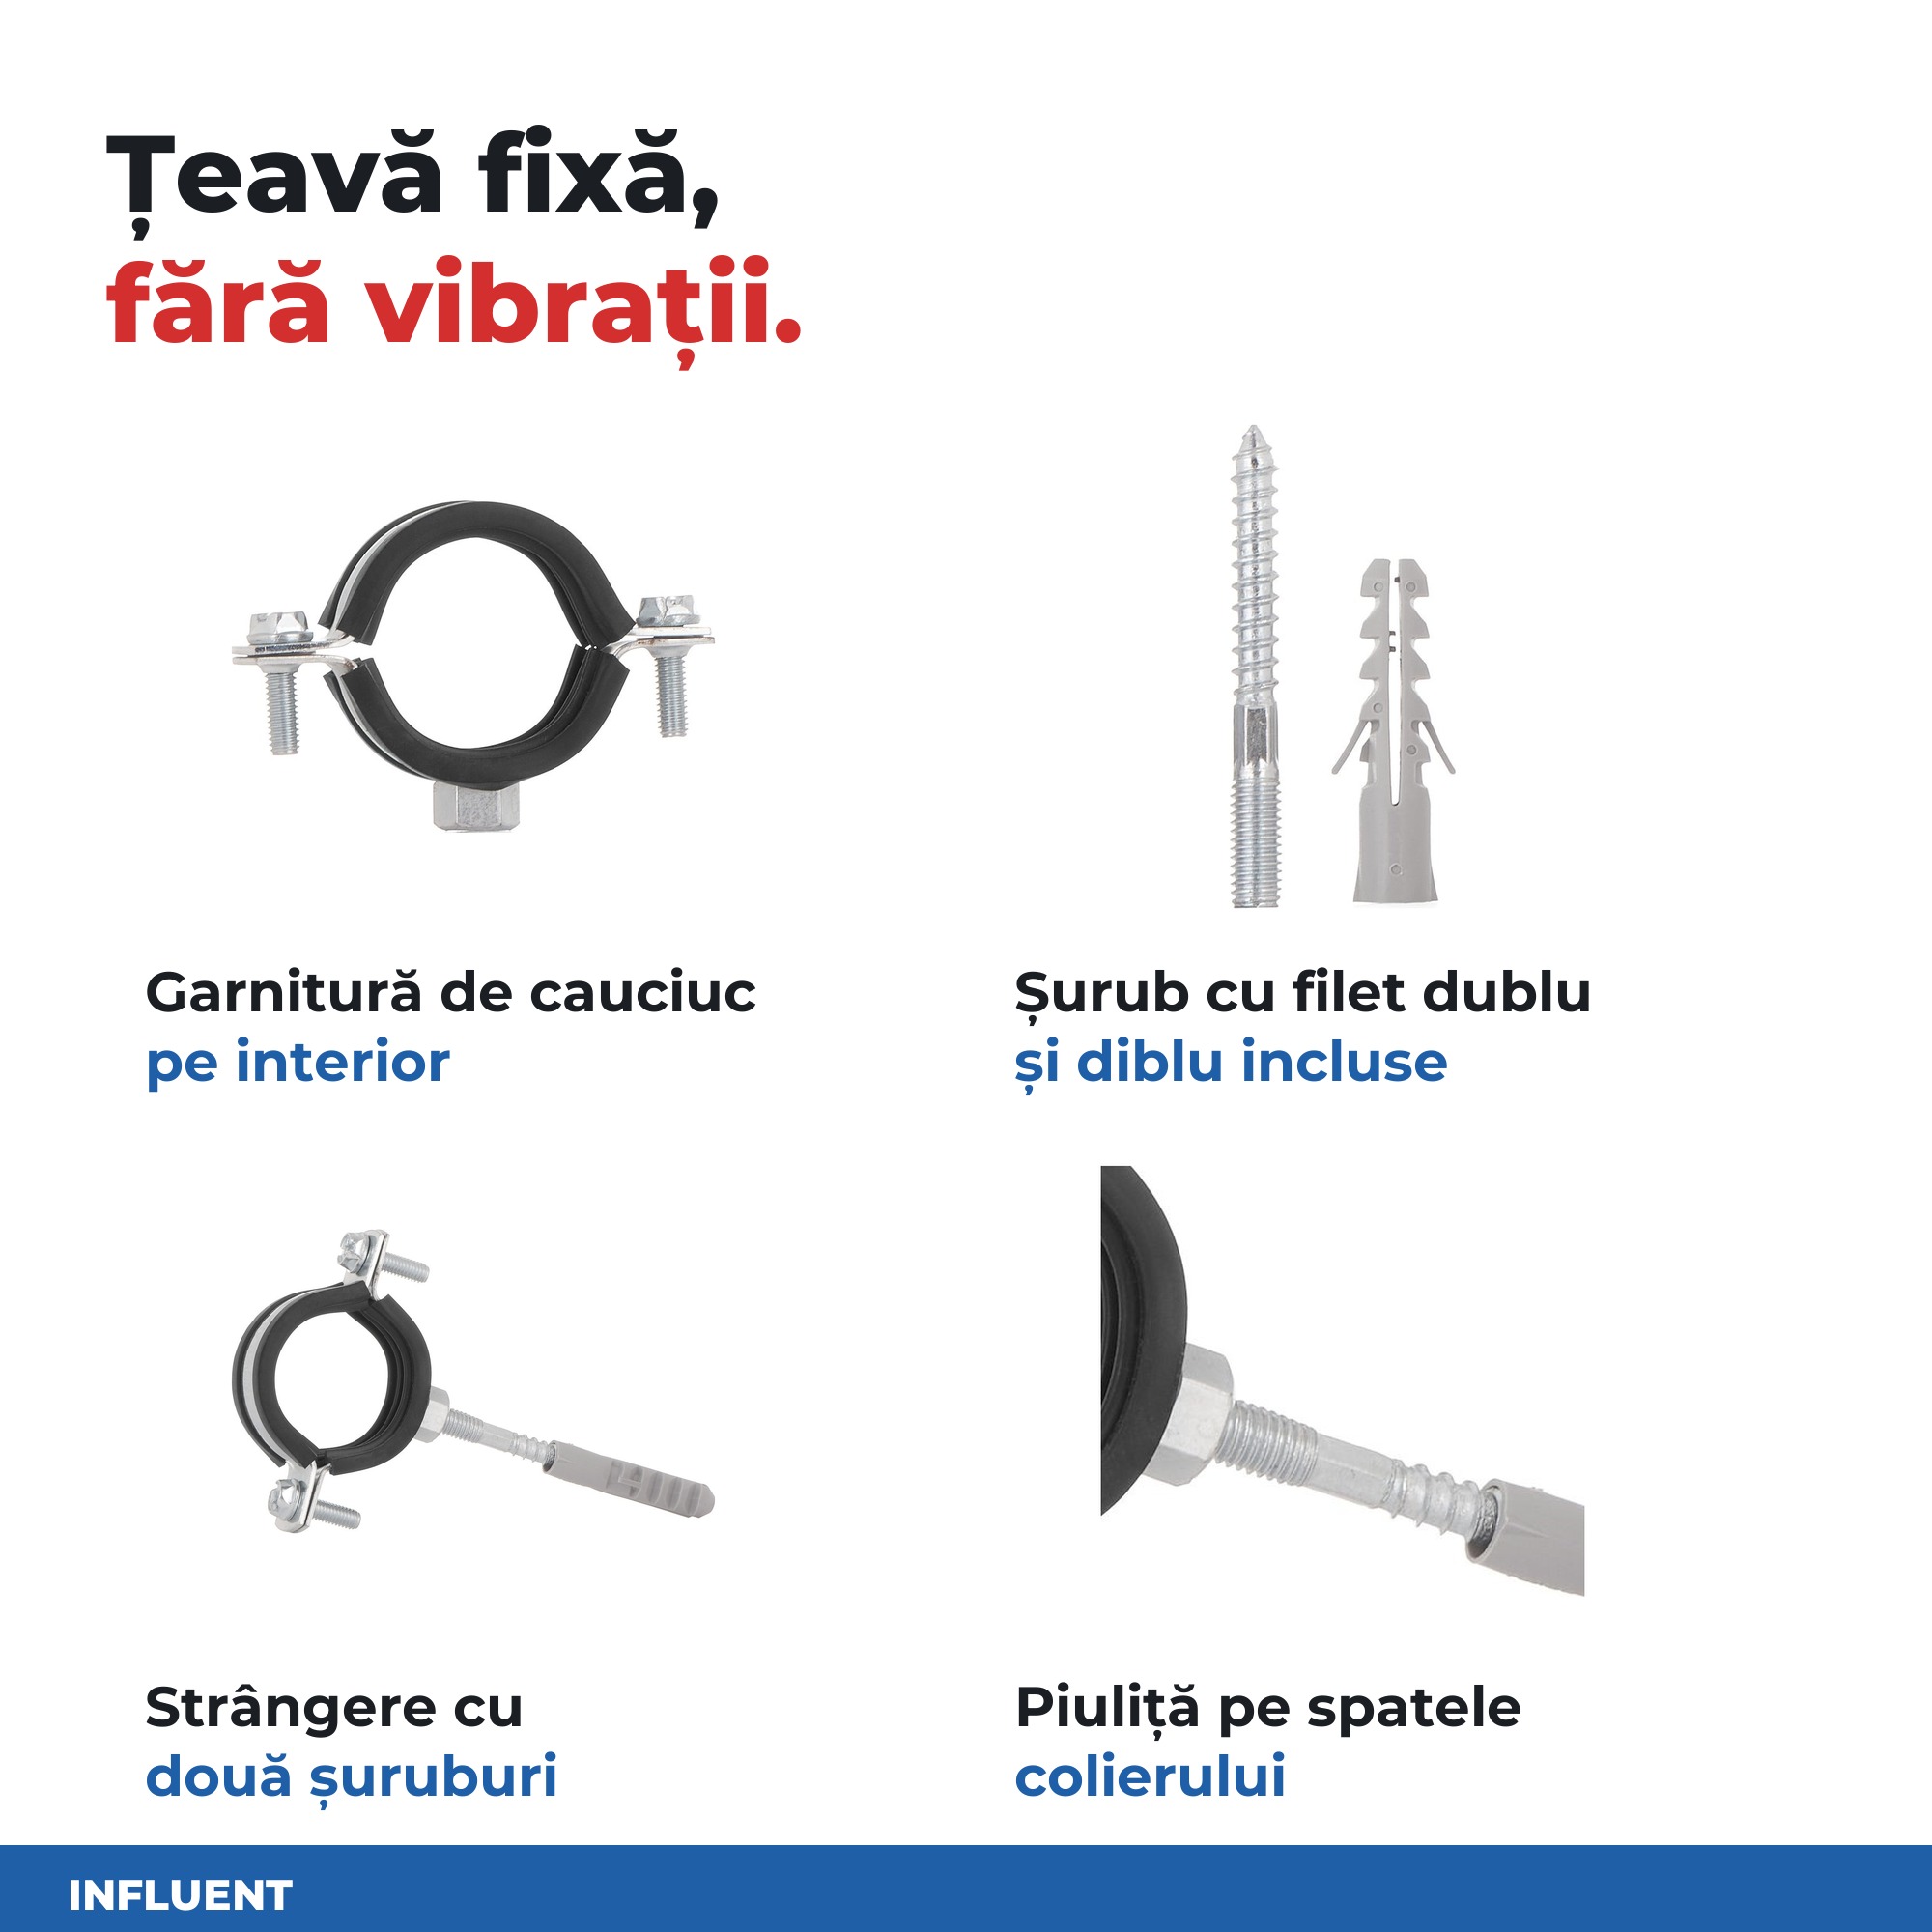 Țeavă fixă,
fără vibrații.
Garnitură de cauciuc
pe interior
Șurub cu filet dublu
și diblu incluse
Strângere cu
două șuruburi
Piuliță pe spatele
colierului
INFLUENT